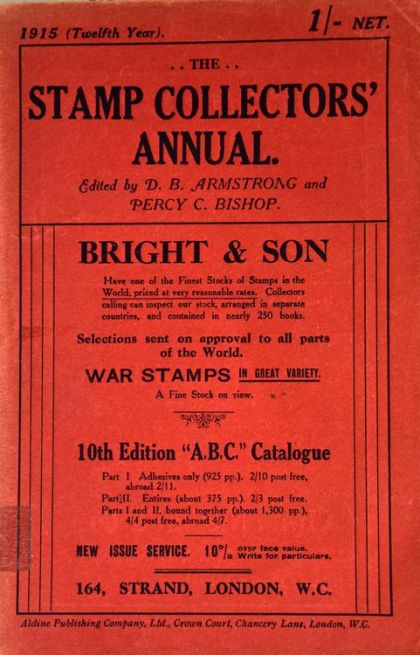 1915 (Twelfth Year).
1/- NET.
. . THE . .
STAMP COLLECTORS'
ANNUAL.
Edited by D. B. ARMSTRONG and
PERCY C. BISHOP.
BRIGHT & SON
Have one of the Finest Stocks of Stamps in the
World, priced at very reasonable rates. Collectors
calling can inspect our stock, arranged in separate
countries, and contained in nearly 250 books.
Selections sent on approval to all parts
of the World.
WAR STAMPS IN GREAT VARIETY.
A Fine Stock on view.
10th Edition "A.B.C." Catalogue
Part I Adhesives only (925 pp.). 2/10 post free,
abroad 2/11.
Part II. Entires (about 375 pp.). 2/3 post free.
Parts I and II, bound together (about 1,300 pp.),
4/4 post free, abroad 4/7.
NEW ISSUE SERVICE. 10% over face value.
Write for particulars.
164, STRAND, LONDON, W.C.
Aldine Publishing Company, Ltd., Crown Court, Chancery Lane, London, W.C.